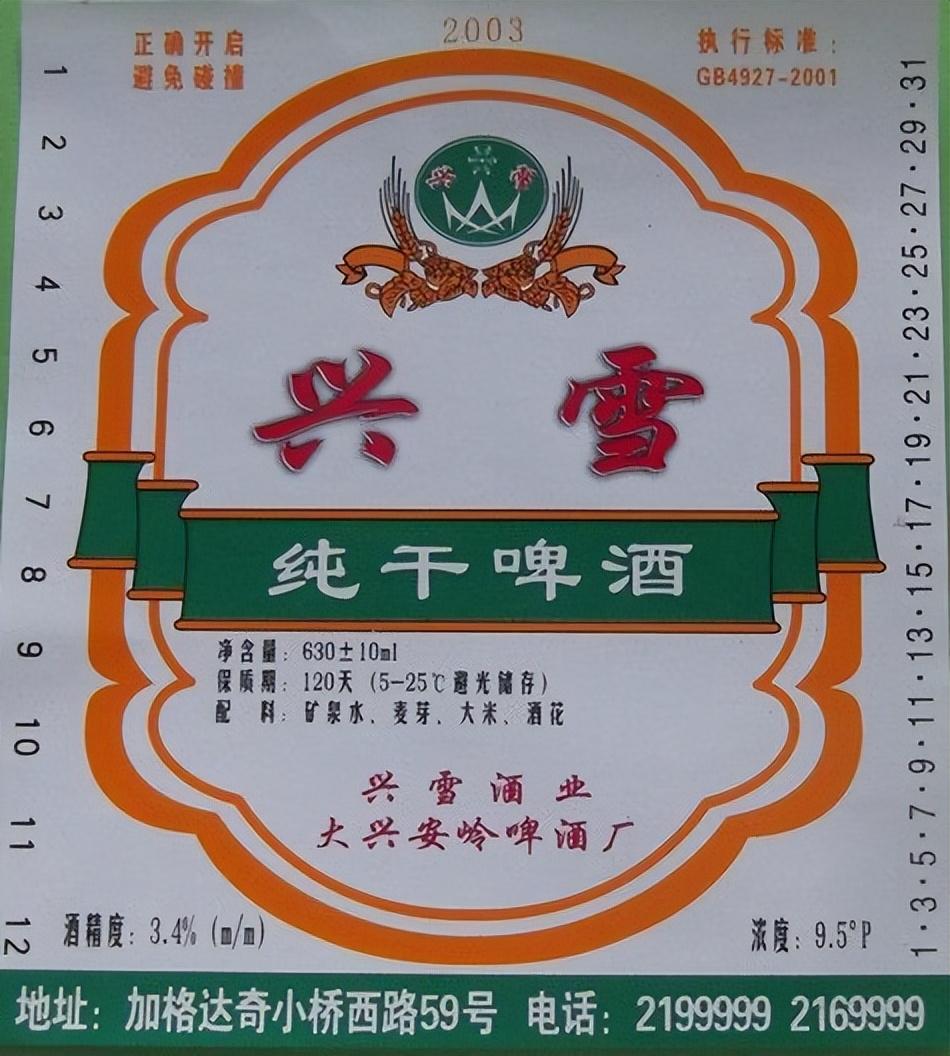 2003
正确开启
避免碰撞
执行标准：
GB4927-2001
兴
兴 雪
兴 雪
纯干啤酒
净含量：630±10ml
保质期：120天（5-25℃避光储存）
配 料：矿泉水、麦芽、大米、酒花
兴雪酒业
大兴安岭啤酒厂
酒精度：3.4%（m/m）
浓度：9.5°P
1 2 3 4 5 6 7 8 9 10 11 12
1·3·5·7·9·11·13·15·17·19·21·23·25·27·29·31
地址：加格达奇小桥西路59号 电话：2199999 2169999